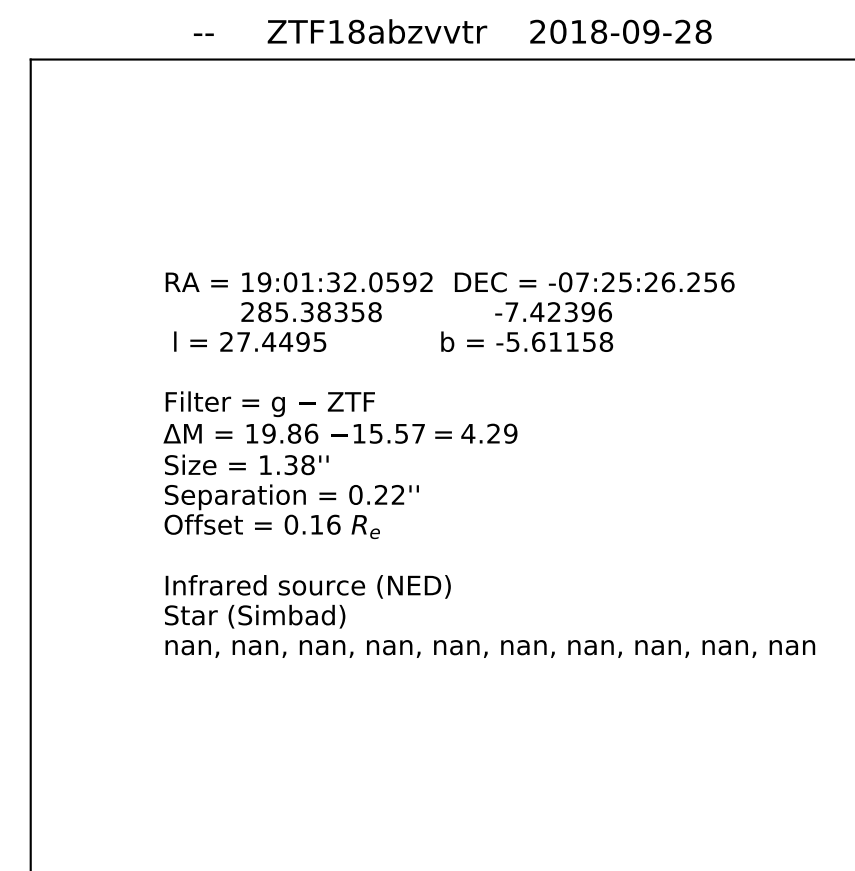 -- ZTF18abzvvtr 2018-09-28
RA = 19:01:32.0592 DEC = -07:25:26.256
285.38358 -7.42396
l = 27.4495 b = -5.61158
Filter = g − ZTF
ΔM = 19.86 −15.57 = 4.29
Size = 1.38''
Separation = 0.22''
Offset = 0.16 Re
Infrared source (NED)
Star (Simbad)
nan, nan, nan, nan, nan, nan, nan, nan, nan, nan